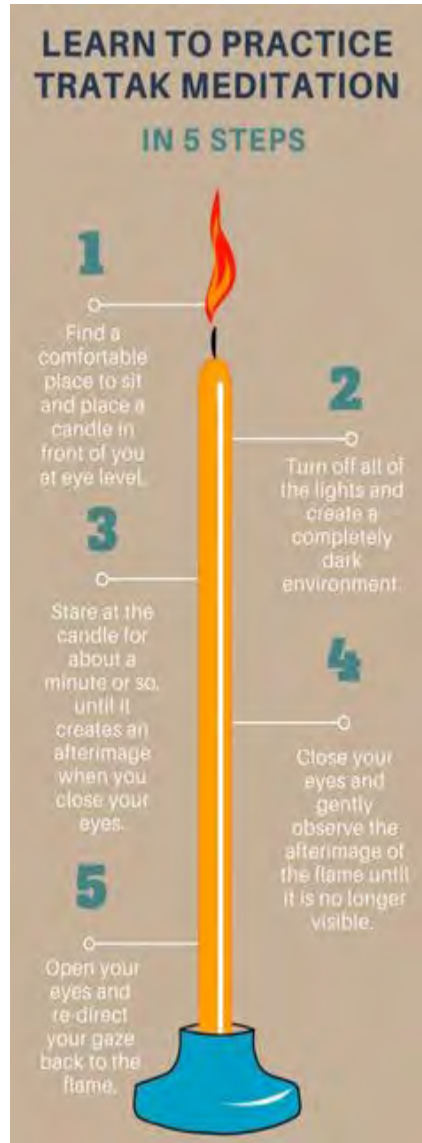 LEARN TO PRACTICE
TRATAK MEDITATION
IN 5 STEPS
1
Find a
comfortable
place to sit
and place a
candle in
front of you
at eye level.
2
Turn off all of
the lights and
create a
completely
dark
environment.
3
Stare at the
candle for
about a
minute or so,
until it
creates an
afterimage
when you
close your
eyes.
4
Close your
eyes and
gently
observe the
afterimage of
the flame until
it is no longer
visible.
5
Open your
eyes and
re-direct
your gaze
back to the
flame.